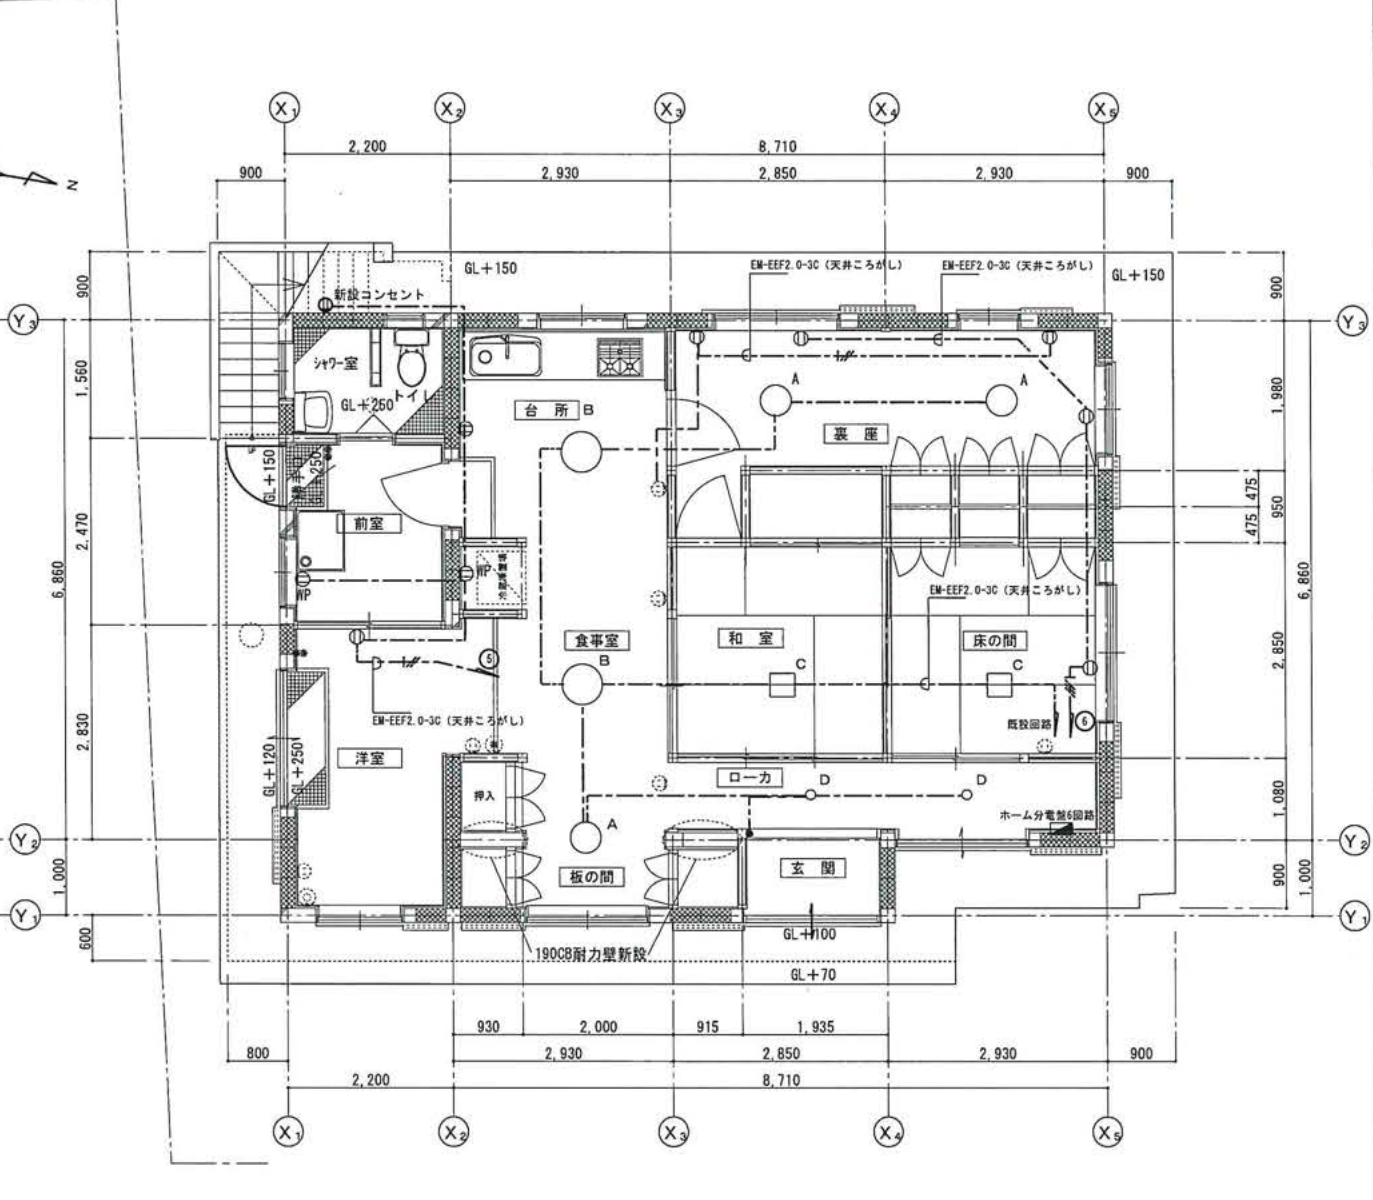 X₁ X₂ X₃ X₄ X₅
2,200 8,710
900 2,930 2,850 2,930 900
N
GL+150
EM-EEF2.0-3C (天井ころがし)
EM-EEF2.0-3C (天井ころがし)
GL+150
新設コンセント
900
900
Y₃
Y₃
シャワー室
トイレ
GL+250
1,560
台所 B
A
A
裏座
1,980
GL+150
475
475
950
前室
2,470
6,860
WP
WP
6,860
EM-EEF2.0-3C (天井ころがし)
食事室
B
和室
C
床の間
C
2,850
5
EM-EEF2.0-3C (天井ころがし)
既設回路
6
2,830
GL+120
GL+250
洋室
押入
ローカ
D
D
ホーム分電盤6回路
1,080
A
Y₂
Y₂
板の間
玄関
1,000
900
1,000
Y₁
Y₁
600
190CB耐力壁新設
GL+100
GL+70
930 2,000 915 1,935
800 2,930 2,850 2,930 900
2,200 8,710
X₁ X₂ X₃ X₄ X₅